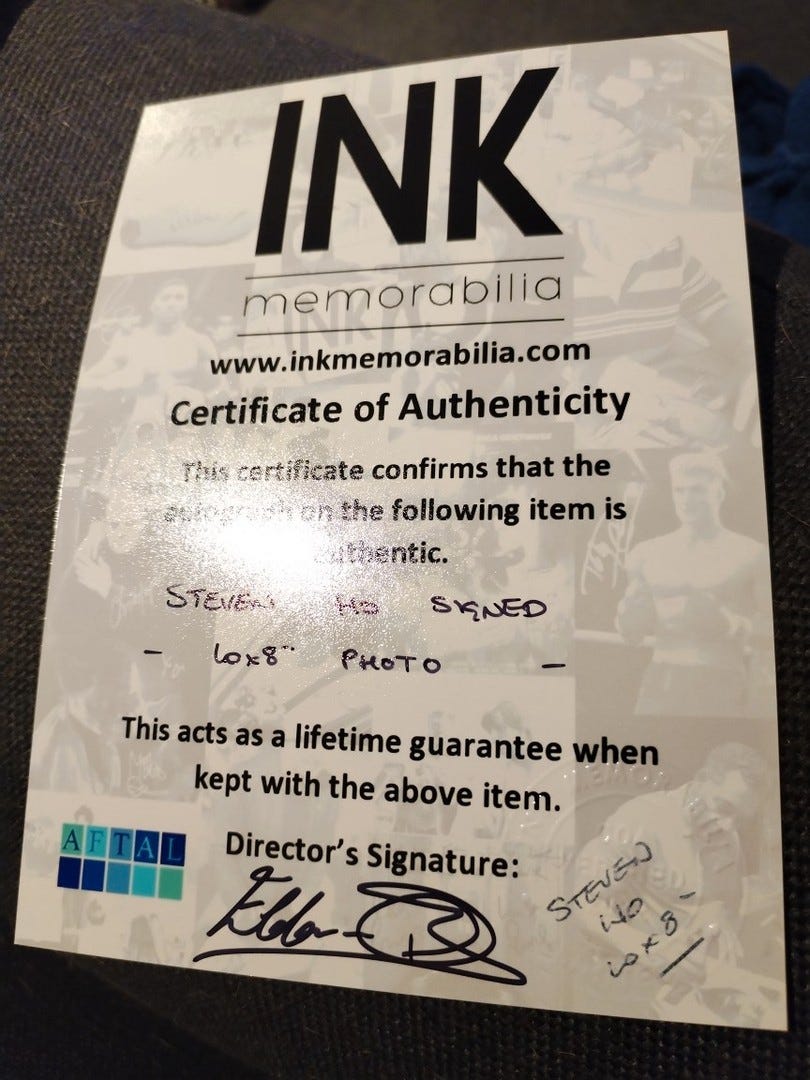 INK
memorabilia
www.inkmemorabilia.com
Certificate of Authenticity
This certificate confirms that the
autograph on the following item is
authentic.
STEVEN HO SIGNED
- 10x8" PHOTO -
This acts as a lifetime guarantee when
kept with the above item.
AFTAL
Director's Signature:
STEVEN
HO
10x8-